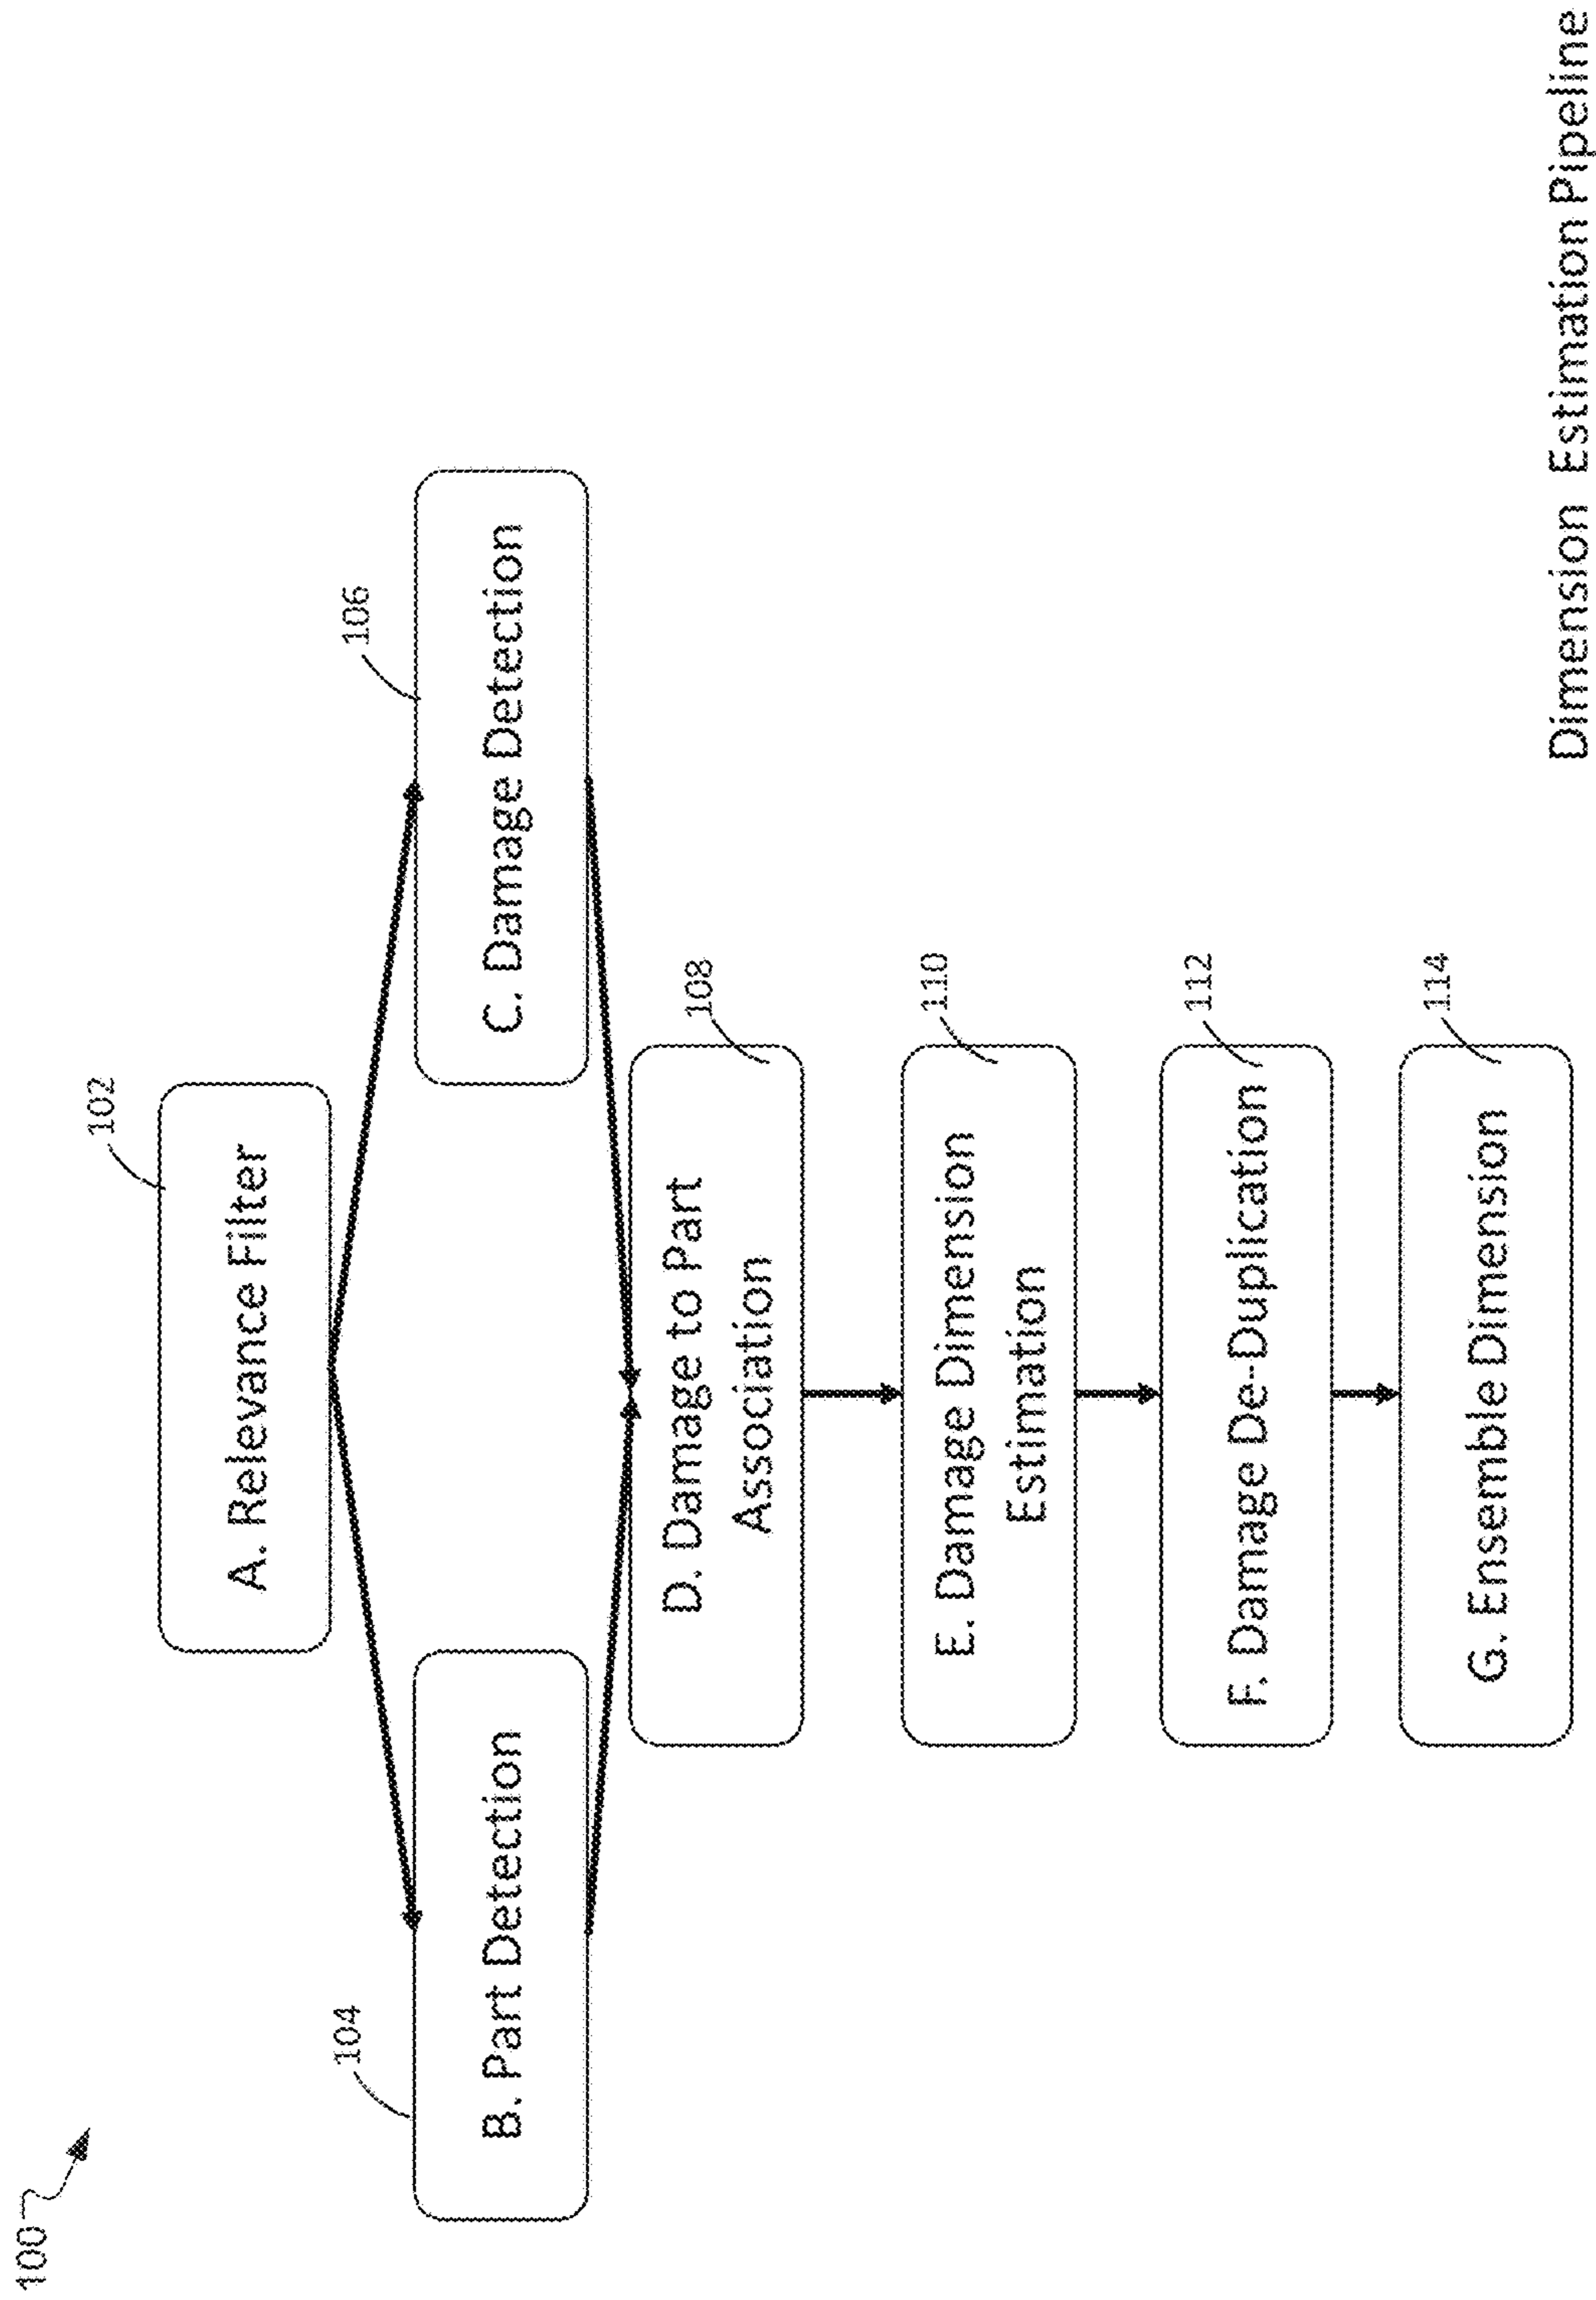 100
102
A. Relevance Filter
104
106
B. Part Detection
C. Damage Detection
108
D. Damage to Part
Association
110
E. Damage Dimension
Estimation
112
F. Damage De-Duplication
114
G. Ensemble Dimension
Dimension Estimation Pipeline